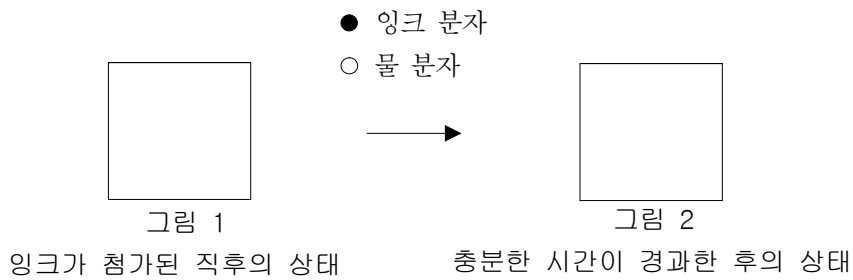 ● 잉크 분자
○ 물 분자
그림 1
그림 2
잉크가 첨가된 직후의 상태
충분한 시간이 경과한 후의 상태